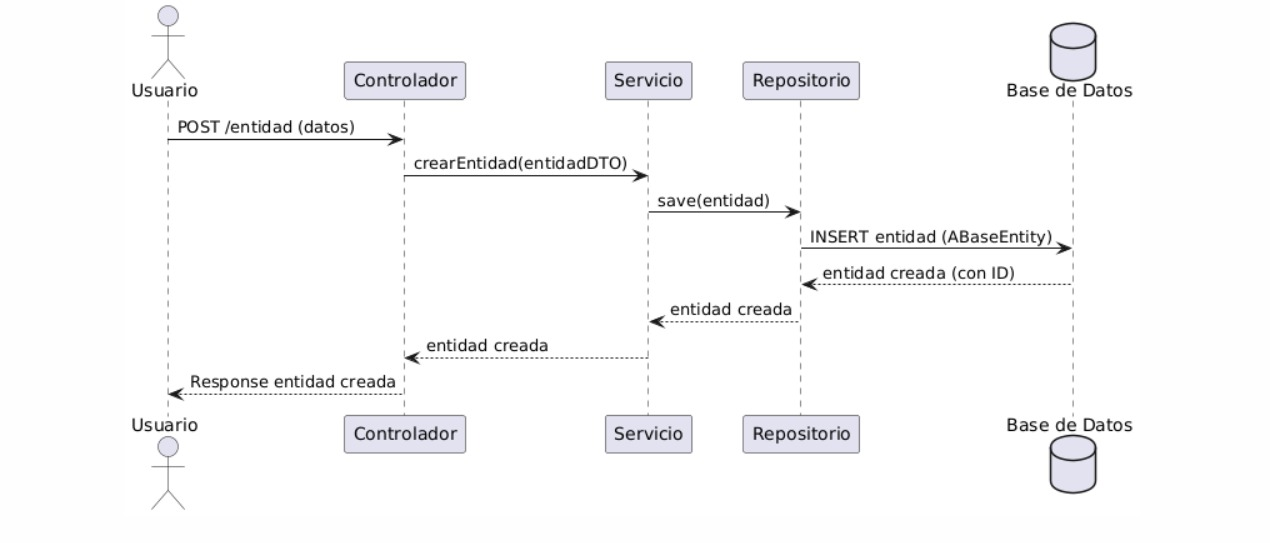 Usuario
Controlador
Servicio
Repositorio
Base de Datos
POST /entidad (datos)
crearEntidad(entidadDTO)
save(entidad)
INSERT entidad (ABaseEntity)
entidad creada (con ID)
entidad creada
entidad creada
Response entidad creada
Usuario
Controlador
Servicio
Repositorio
Base de Datos